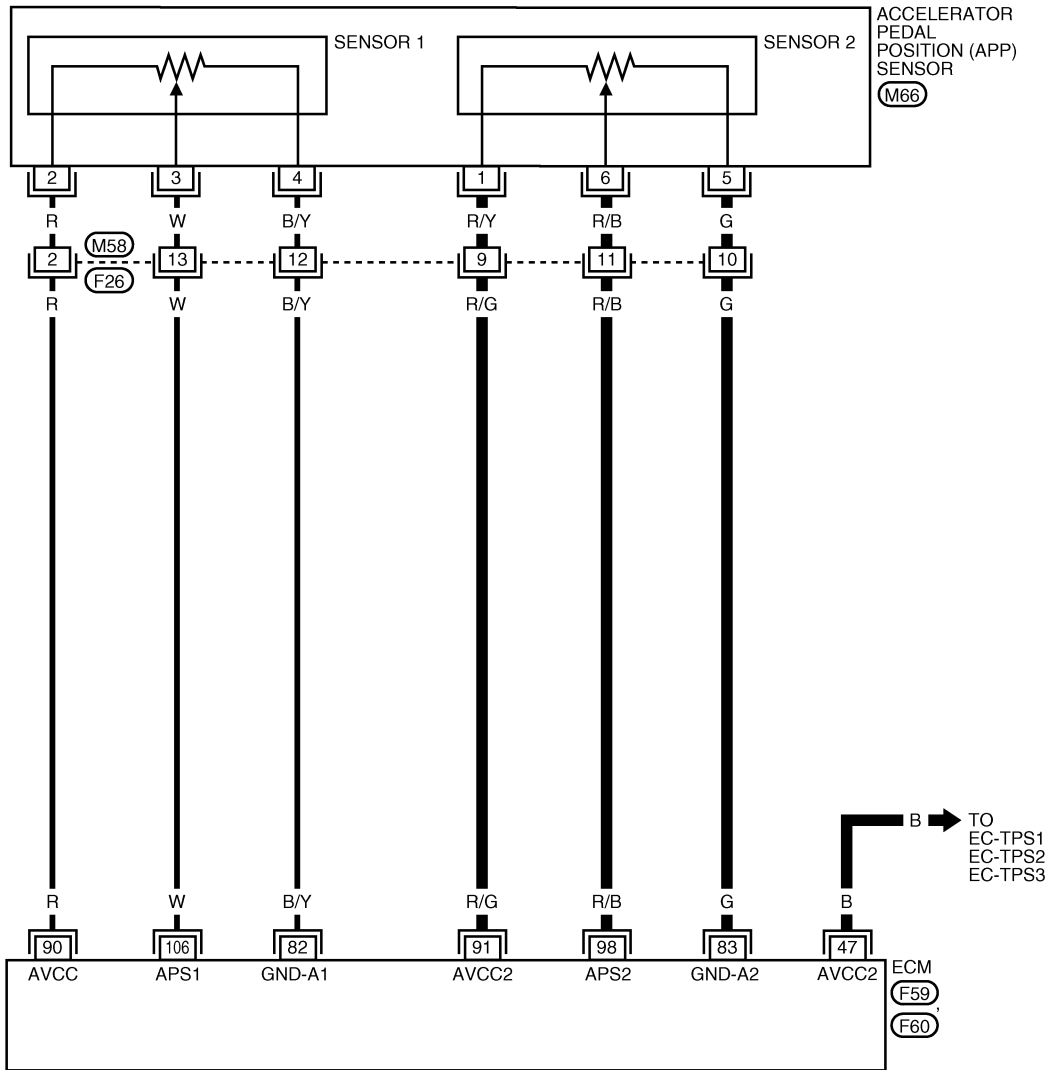 ACCELERATOR
PEDAL
POSITION (APP)
SENSOR
M66
SENSOR 1
SENSOR 2
2 3 4 1 6 5
R W B/Y R/Y R/B G
M58
2 13 12 9 11 10
F26
R W B/Y R/G R/B G
B TO
EC-TPS1
EC-TPS2
EC-TPS3
R W B/Y R/G R/B G B
90 106 82 91 98 83 47
AVCC APS1 GND-A1 AVCC2 APS2 GND-A2 AVCC2
ECM
F59,
F60